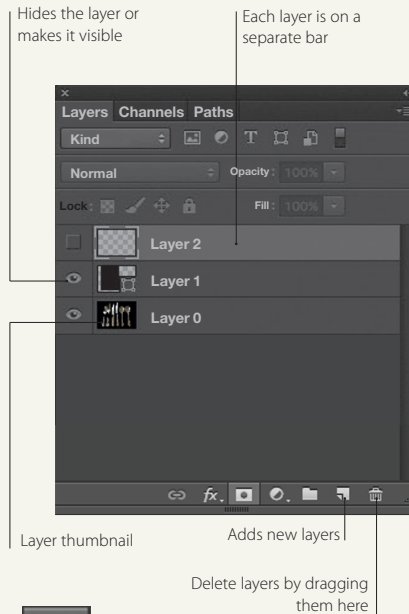 Hides the layer or
makes it visible
Each layer is on a
separate bar
Layers Channels Paths
Kind
Normal Opacity: 100%
Lock: Fill: 100%
Layer 2
Layer 1
Layer 0
fx.
Layer thumbnail
Adds new layers
Delete layers by dragging
them here